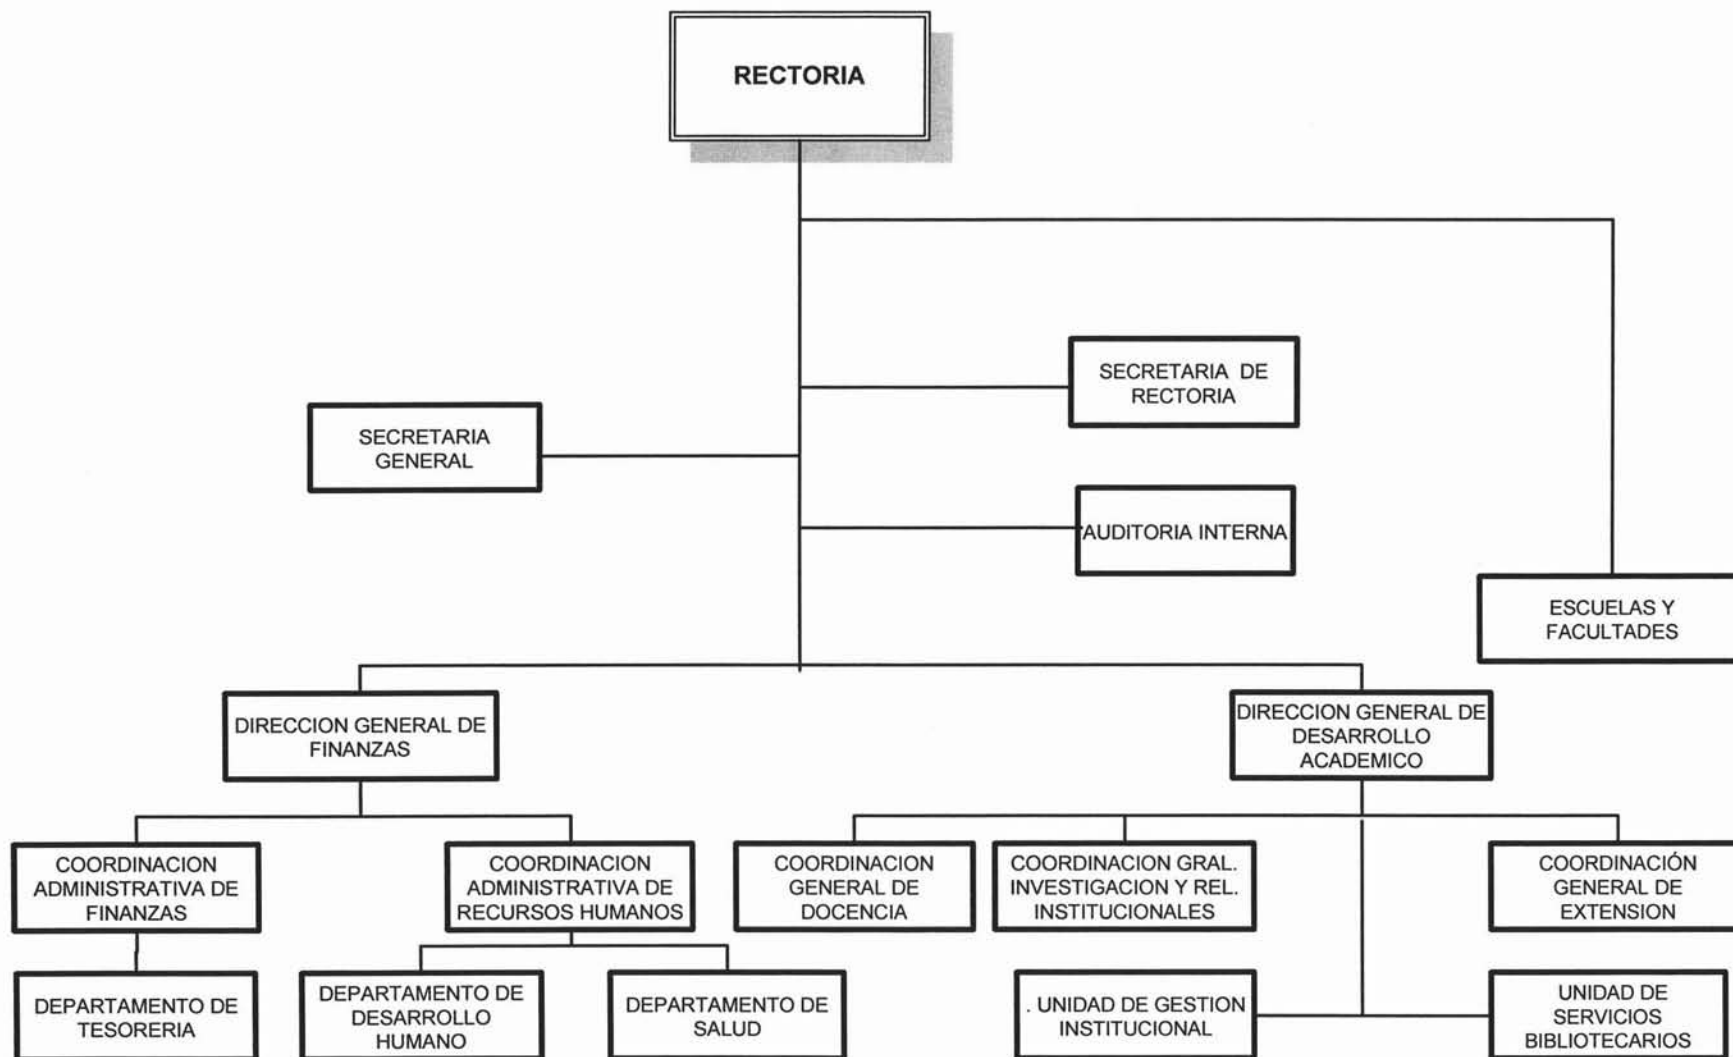 RECTORIA
SECRETARIA DE
RECTORIA
SECRETARIA
GENERAL
AUDITORIA INTERNA
ESCUELAS Y
FACULTADES
DIRECCION GENERAL DE
FINANZAS
DIRECCION GENERAL DE
DESARROLLO
ACADEMICO
COORDINACION
ADMINISTRATIVA DE
FINANZAS
COORDINACION
ADMINISTRATIVA DE
RECURSOS HUMANOS
COORDINACION
GENERAL DE
DOCENCIA
COORDINACION GRAL.
INVESTIGACION Y REL.
INSTITUCIONALES
COORDINACIÓN
GENERAL DE
EXTENSION
DEPARTAMENTO DE
TESORERIA
DEPARTAMENTO DE
DESARROLLO
HUMANO
DEPARTAMENTO DE
SALUD
. UNIDAD DE GESTION
INSTITUCIONAL
UNIDAD DE
SERVICIOS
BIBLIOTECARIOS